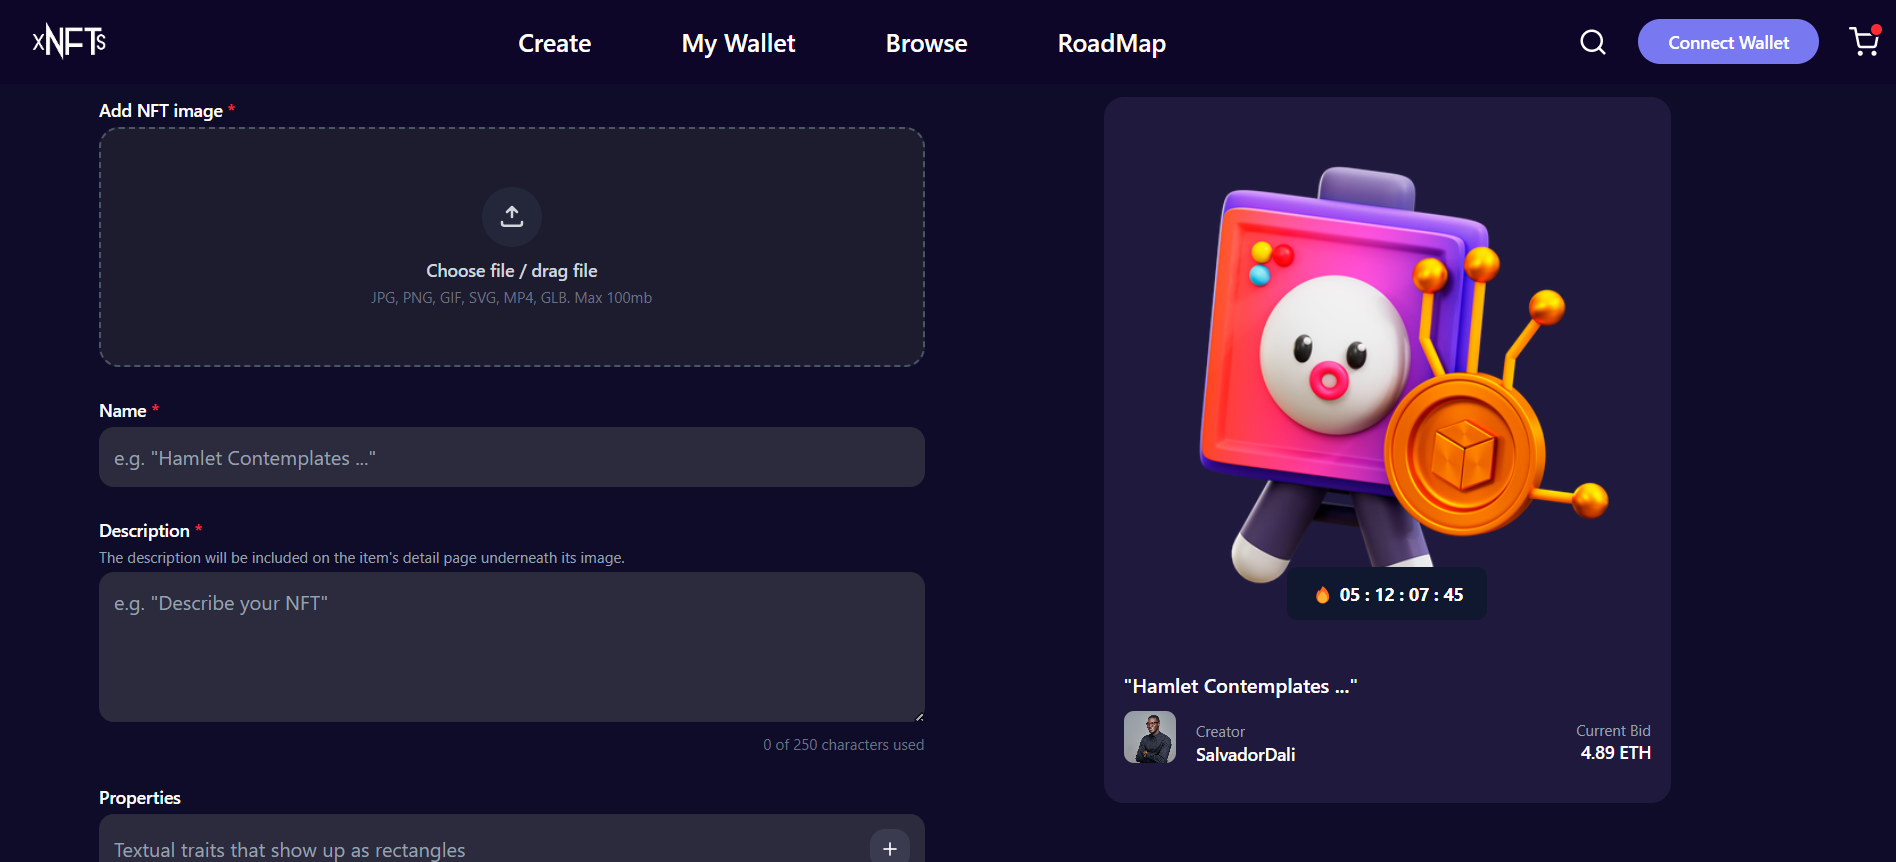 xNFTs
Create
My Wallet
Browse
RoadMap
Connect Wallet
Add NFT image *
Choose file / drag file
JPG, PNG, GIF, SVG, MP4, GLB. Max 100mb
Name *
e.g. "Hamlet Contemplates ..."
Description *
The description will be included on the item's detail page underneath its image.
e.g. "Describe your NFT"
0 of 250 characters used
Properties
Textual traits that show up as rectangles
05 : 12 : 07 : 45
"Hamlet Contemplates ..."
Creator
SalvadorDali
Current Bid
4.89 ETH